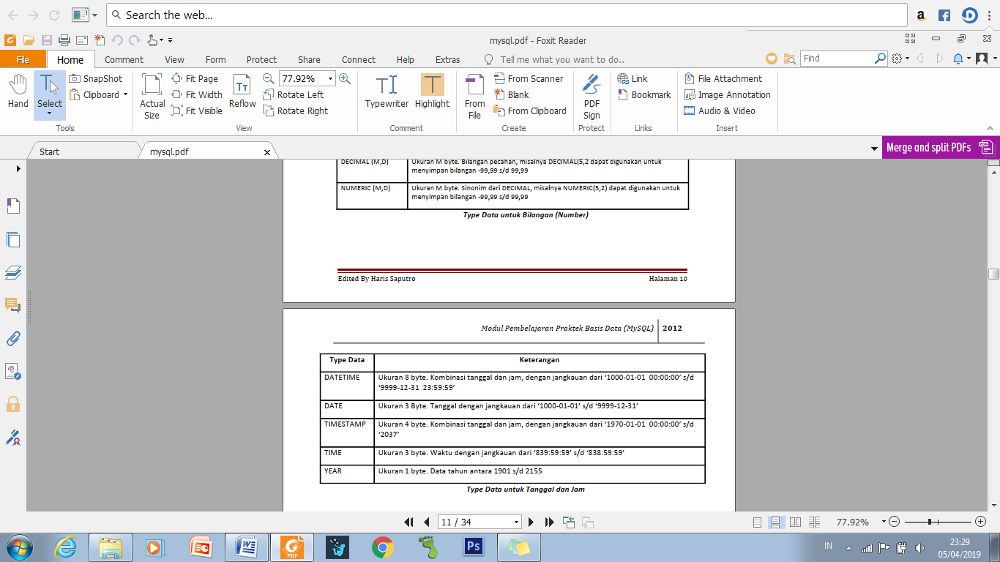 Search the web...
mysql.pdf - Foxit Reader
File Home Comment View Form Protect Share Connect Help Extras Tell me what you want to do.. Find
Hand
Select
SnapShot
Clipboard
Tools
Actual Size
Fit Page
Fit Width
Fit Visible
Reflow
77.92%
Rotate Left
Rotate Right
View
Typewriter
Highlight
Comment
From File
From Scanner
Blank
From Clipboard
Create
PDF Sign
Protect
Link
Bookmark
Links
File Attachment
Image Annotation
Audio & Video
Insert
Start
mysql.pdf
Merge and split PDFs
DECIMAL (M,D) Ukuran M byte. Bilangan pecahan, misalnya DECIMAL(5,2 dapat digunakan untuk
menyimpan bilangan -99,99 s/d 99,99
NUMERIC (M,D) Ukuran M byte. Sinonim dari DECIMAL, misalnya NUMERIC(5,2) dapat digunakan untuk
menyimpan bilangan -99,99 s/d 99,99
Type Data untuk Bilangan (Number)
Edited By Haris Saputro Halaman 10
Modul Pembelajaran Praktek Basis Data (MySQL) 2012
Type Data Keterangan
DATETIME Ukuran 8 byte. Kombinasi tanggal dan jam, dengan jangkauan dari ‘1000-01-01 00:00:00’ s/d
‘9999-12-31 23:59:59’
DATE Ukuran 3 Byte. Tanggal dengan jangkauan dari ‘1000-01-01’ s/d ‘9999-12-31’
TIMESTAMP Ukuran 4 byte. Kombinasi tanggal dan jam, dengan jangkauan dari ‘1970-01-01 00:00:00’ s/d
‘2037’
TIME Ukuran 3 byte. Waktu dengan jangkauan dari ‘839:59:59’ s/d ‘838:59:59’
YEAR Ukuran 1 byte. Data tahun antara 1901 s/d 2155
Type Data untuk Tanggal dan Jam
11 / 34
77.92%
PDF
Ps
IN
23:29
05/04/2019